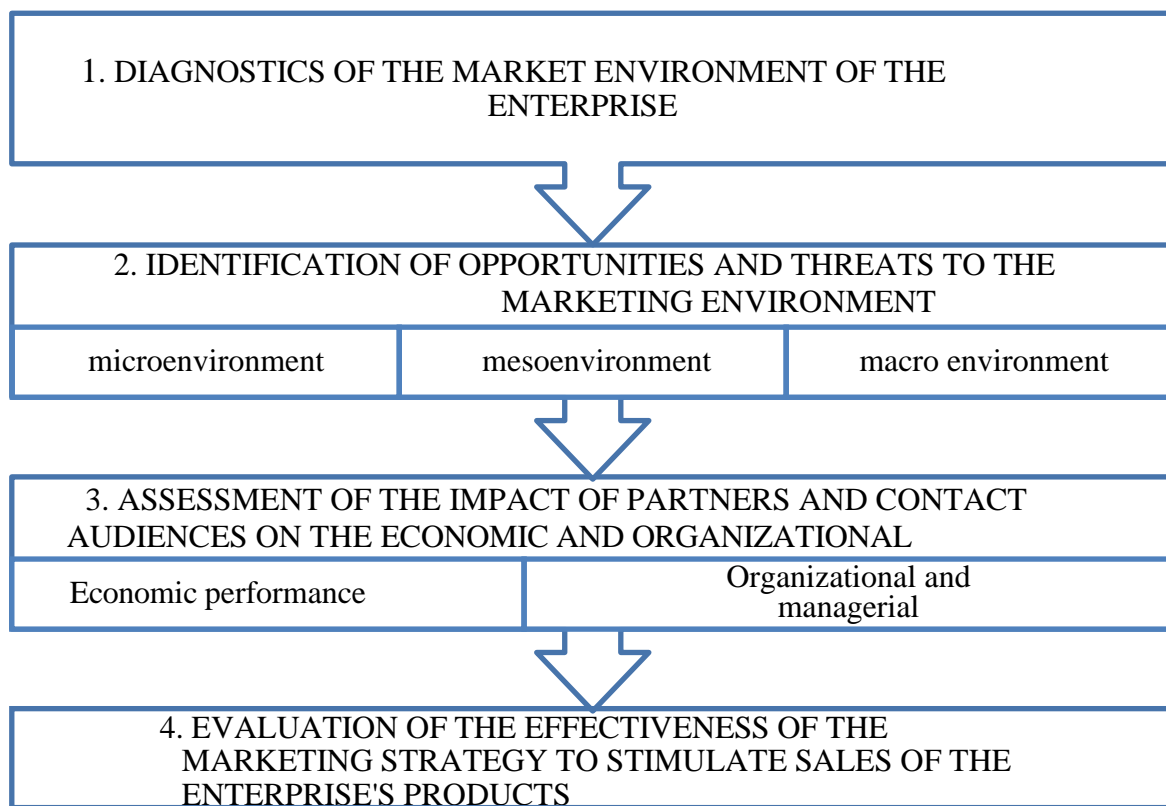 1. DIAGNOSTICS OF THE MARKET ENVIRONMENT OF THE
ENTERPRISE
2. IDENTIFICATION OF OPPORTUNITIES AND THREATS TO THE
MARKETING ENVIRONMENT
microenvironment
mesoenvironment
macro environment
3. ASSESSMENT OF THE IMPACT OF PARTNERS AND CONTACT
AUDIENCES ON THE ECONOMIC AND ORGANIZATIONAL
Economic performance
Organizational and
managerial
4. EVALUATION OF THE EFFECTIVENESS OF THE
MARKETING STRATEGY TO STIMULATE SALES OF THE
ENTERPRISE'S PRODUCTS